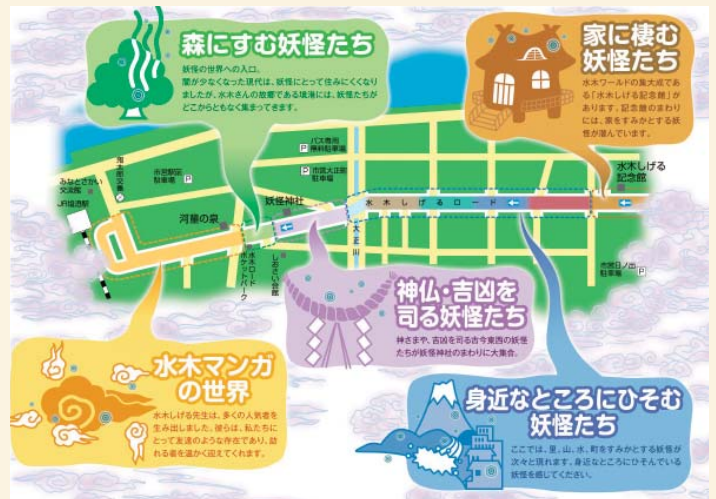 森にすむ妖怪たち
妖怪の世界への入口。
闇が少なくなった現代は、妖怪にとって住みにくくなり
ましたが、水木さんの故郷である境港には、妖怪たちが
どこからともなく集まってきます。
家に棲む
妖怪たち
水木ワールドの集大成であ
る「水木しげる記念館」が
あります。記念館のまわり
には、家をすみかとする妖
怪が潜んでいます。
みなとさかい
交流館
JR境港駅
鬼太郎交番
市営駅前
駐車場
P
河童の泉
妖怪神社
バス専用
無料駐車場
P
市営大正町
駐車場
P
水木しげるロード
水木しげる
記念館
水木ロード
ポケットパーク
しおさい会館
大正川
市営日ノ出
駐車場
P
神仏・吉凶を
司る妖怪たち
神さまや、吉凶を司る古今東西の妖怪
たちが妖怪神社のまわりに大集合。
水木マンガ
の世界
水木しげる先生は、多くの人気者を
生み出しました。彼らは、私たちに
とって友達のような存在であり、訪
れる者を温かく迎えてくれます。
身近なところにひそむ
妖怪たち
ここでは、里、山、水、町をすみかとする妖怪が
次々と現れます。身近なところにひそんでいる
妖怪を感じてください。